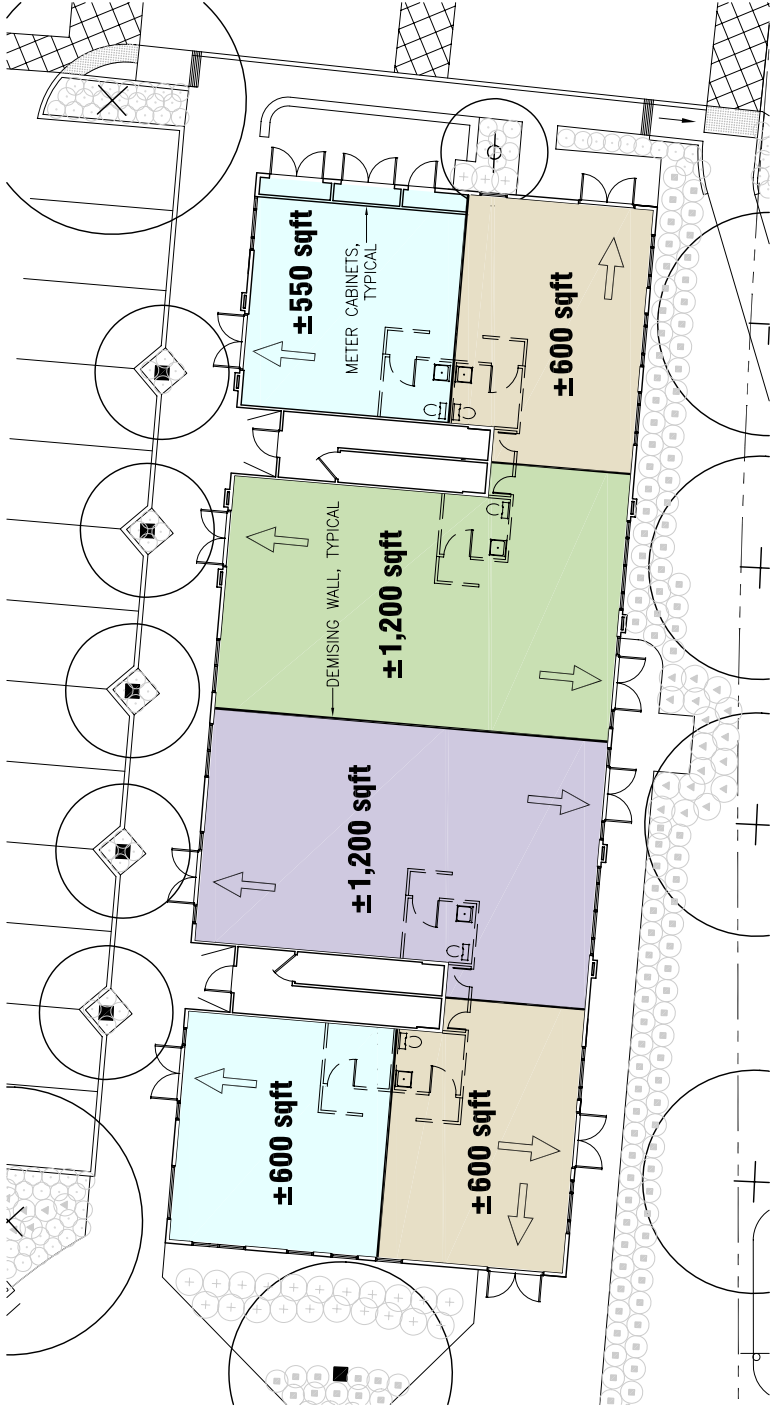 ±550 sqft
METER CABINETS,
TYPICAL
±600 sqft
DEMISING WALL, TYPICAL
±1,200 sqft
±1,200 sqft
±600 sqft
±600 sqft